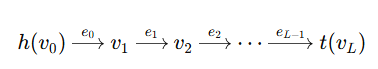 h(v₀) —e₀→ v₁ —e₁→ v₂ —e₂→ ⋯ —e_{L−1}→ t(v_L)